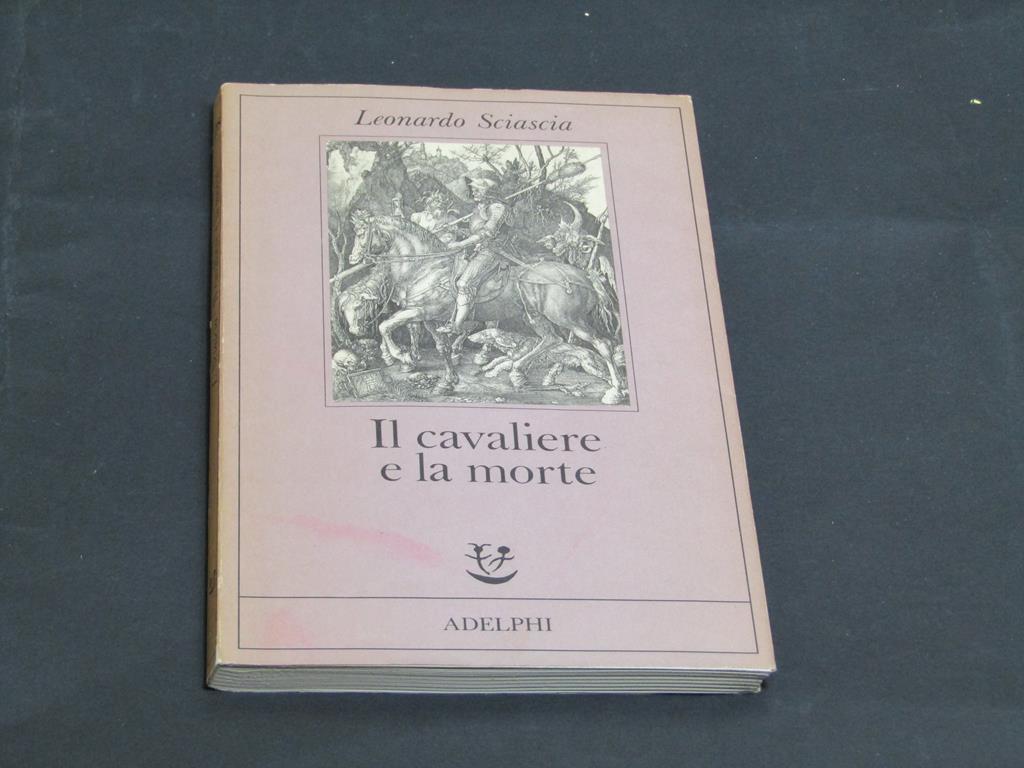 Leonardo Sciascia
Il cavaliere
e la morte
ADELPHI